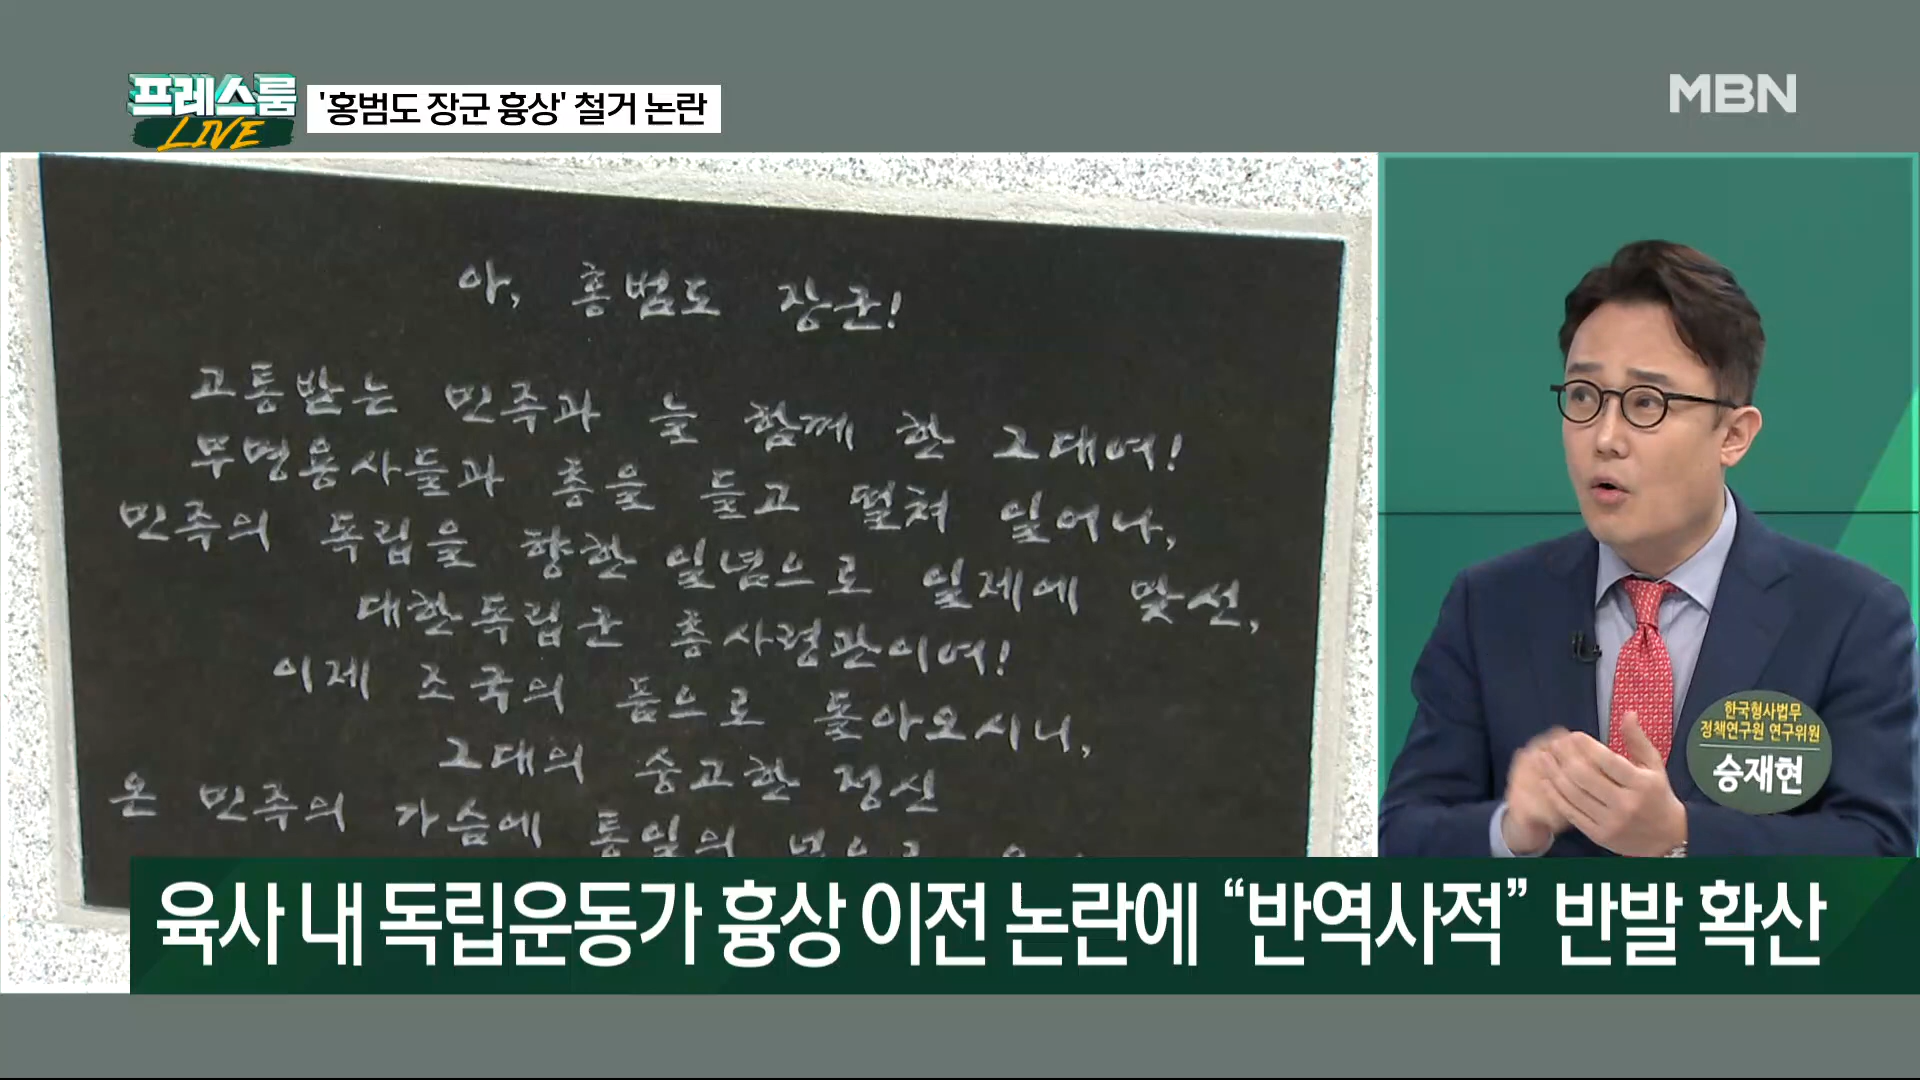 프레스룸
LIVE
'홍범도 장군 흉상' 철거 논란
MBN
아, 홍범도 장군!
고통받는 민족과 늘 함께 한 그대여!
무명용사들과 총을 들고 떨쳐 일어나,
민족의 독립을 향한 일념으로 일제에 맞선,
대한독립군 총사령관이여!
이제 조국의 품으로 돌아오시니,
그대의 숭고한 정신
온 민족의 가슴에 통일의
한국형사법무
정책연구원 연구위원
승재현
육사 내 독립운동가 흉상 이전 논란에 “반역사적” 반발 확산